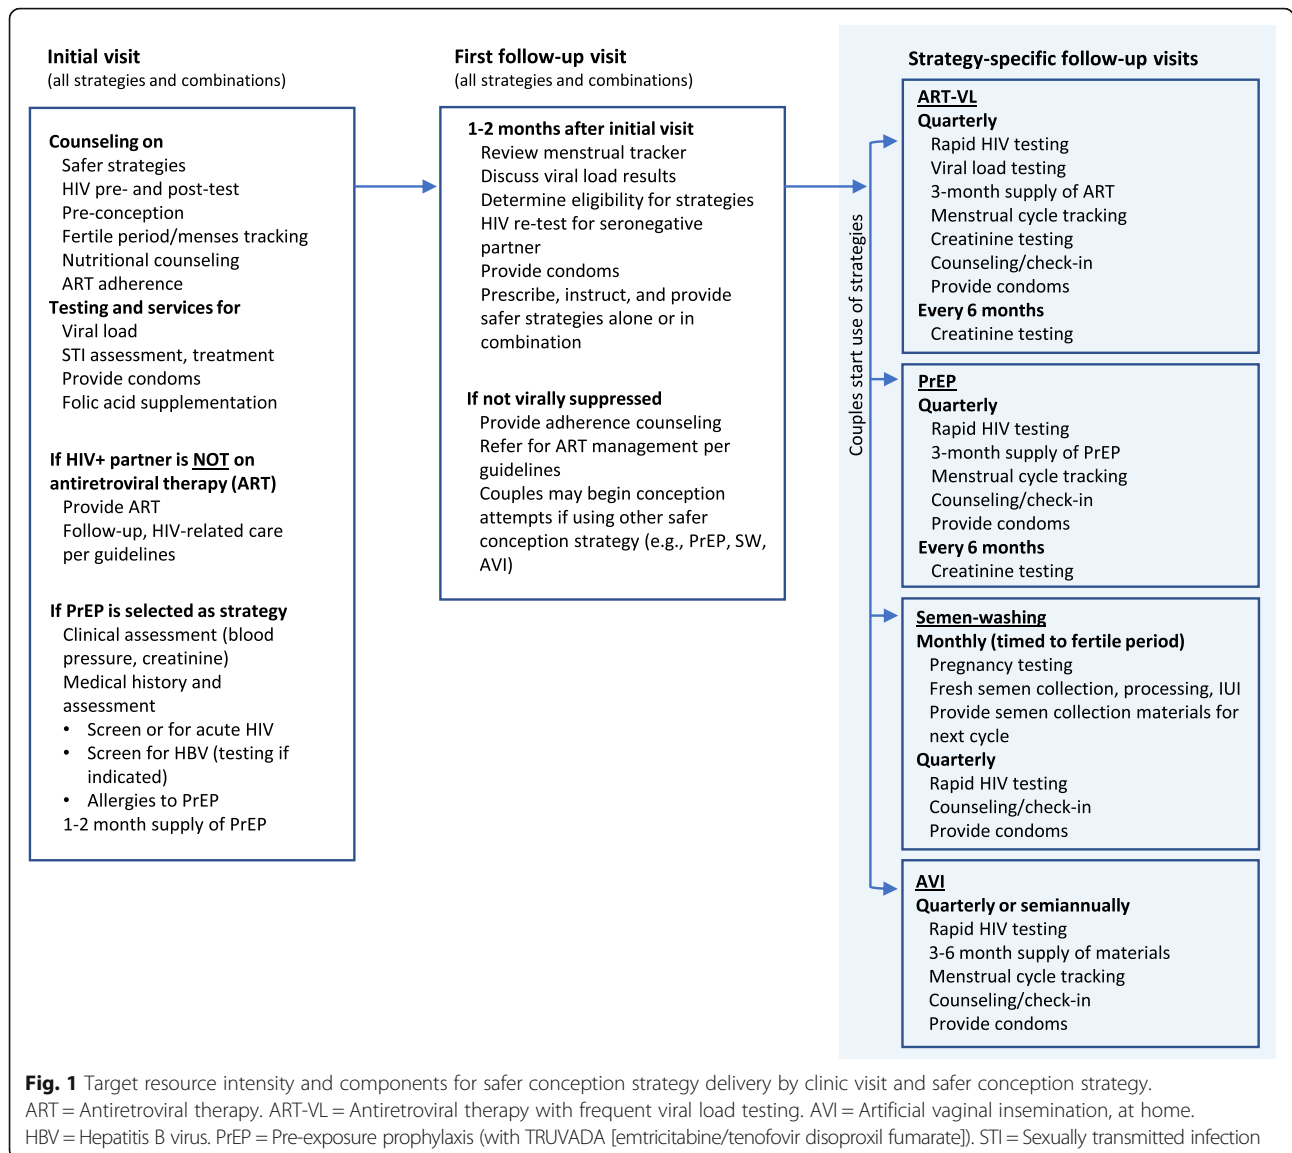 Initial visit
(all strategies and combinations)
Counseling on
Safer strategies
HIV pre- and post-test
Pre-conception
Fertile period/menses tracking
Nutritional counseling
ART adherence
Testing and services for
Viral load
STI assessment, treatment
Provide condoms
Folic acid supplementation
If HIV+ partner is NOT on
antiretroviral therapy (ART)
Provide ART
Follow-up, HIV-related care
per guidelines
If PrEP is selected as strategy
Clinical assessment (blood
pressure, creatinine)
Medical history and
assessment
• Screen or for acute HIV
• Screen for HBV (testing if
indicated)
• Allergies to PrEP
1-2 month supply of PrEP
First follow-up visit
(all strategies and combinations)
1-2 months after initial visit
Review menstrual tracker
Discuss viral load results
Determine eligibility for strategies
HIV re-test for seronegative
partner
Provide condoms
Prescribe, instruct, and provide
safer strategies alone or in
combination
If not virally suppressed
Provide adherence counseling
Refer for ART management per
guidelines
Couples may begin conception
attempts if using other safer
conception strategy (e.g., PrEP, SW,
AVI)
Couples start use of strategies
Strategy-specific follow-up visits
ART-VL
Quarterly
Rapid HIV testing
Viral load testing
3-month supply of ART
Menstrual cycle tracking
Creatinine testing
Counseling/check-in
Provide condoms
Every 6 months
Creatinine testing
PrEP
Quarterly
Rapid HIV testing
3-month supply of PrEP
Menstrual cycle tracking
Counseling/check-in
Provide condoms
Every 6 months
Creatinine testing
Semen-washing
Monthly (timed to fertile period)
Pregnancy testing
Fresh semen collection, processing, IUI
Provide semen collection materials for
next cycle
Quarterly
Rapid HIV testing
Counseling/check-in
Provide condoms
AVI
Quarterly or semiannually
Rapid HIV testing
3-6 month supply of materials
Menstrual cycle tracking
Counseling/check-in
Provide condoms
Fig. 1 Target resource intensity and components for safer conception strategy delivery by clinic visit and safer conception strategy.
ART = Antiretroviral therapy. ART-VL = Antiretroviral therapy with frequent viral load testing. AVI = Artificial vaginal insemination, at home.
HBV = Hepatitis B virus. PrEP = Pre-exposure prophylaxis (with TRUVADA [emtricitabine/tenofovir disoproxil fumarate]). STI = Sexually transmitted infection